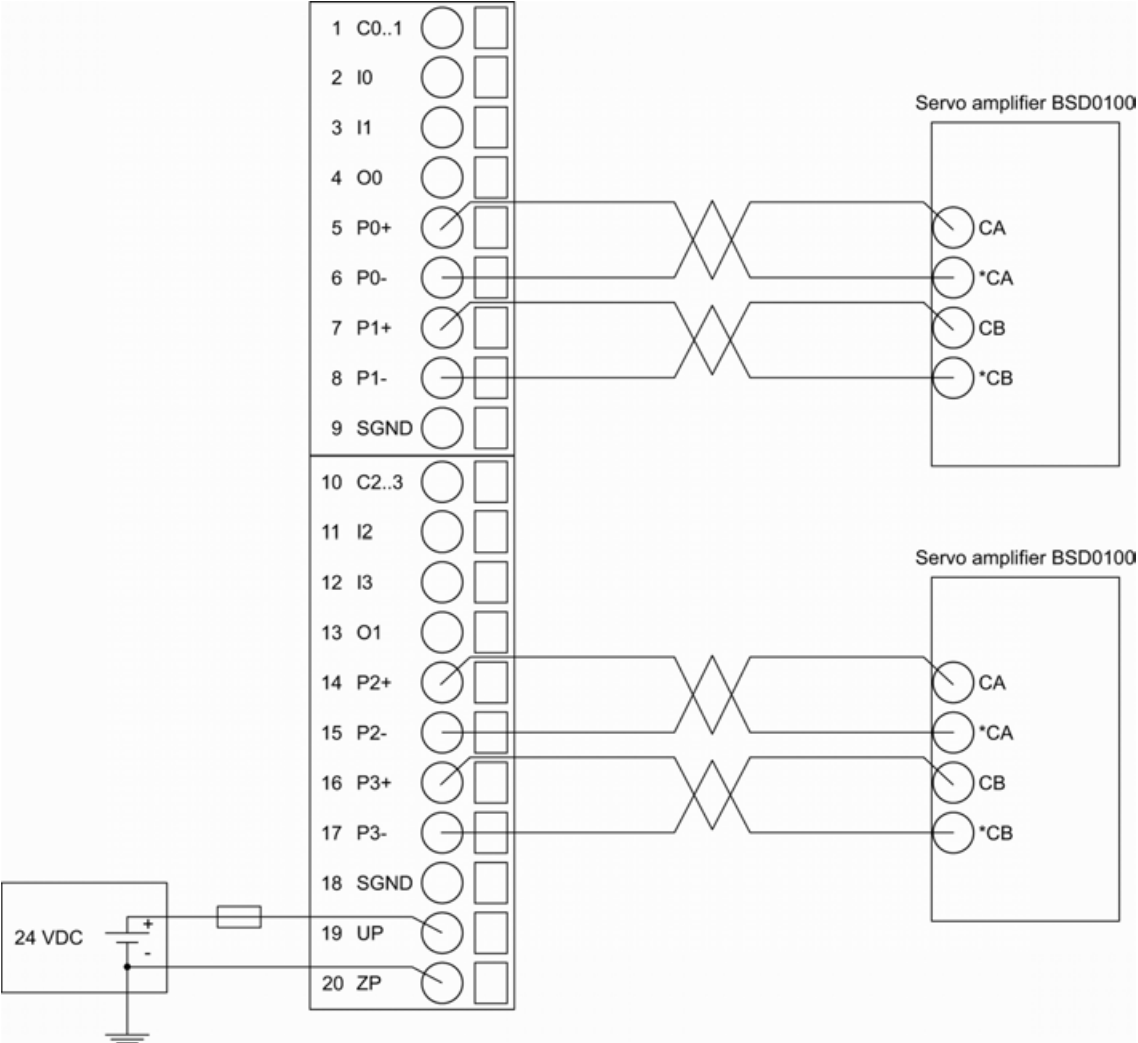 1 C0..1
2 I0
3 I1
4 O0
5 P0+
6 P0-
7 P1+
8 P1-
9 SGND
10 C2..3
11 I2
12 I3
13 O1
14 P2+
15 P2-
16 P3+
17 P3-
18 SGND
19 UP
20 ZP
24 VDC
+
-
Servo amplifier BSD0100
CA
*CA
CB
*CB
Servo amplifier BSD0100
CA
*CA
CB
*CB